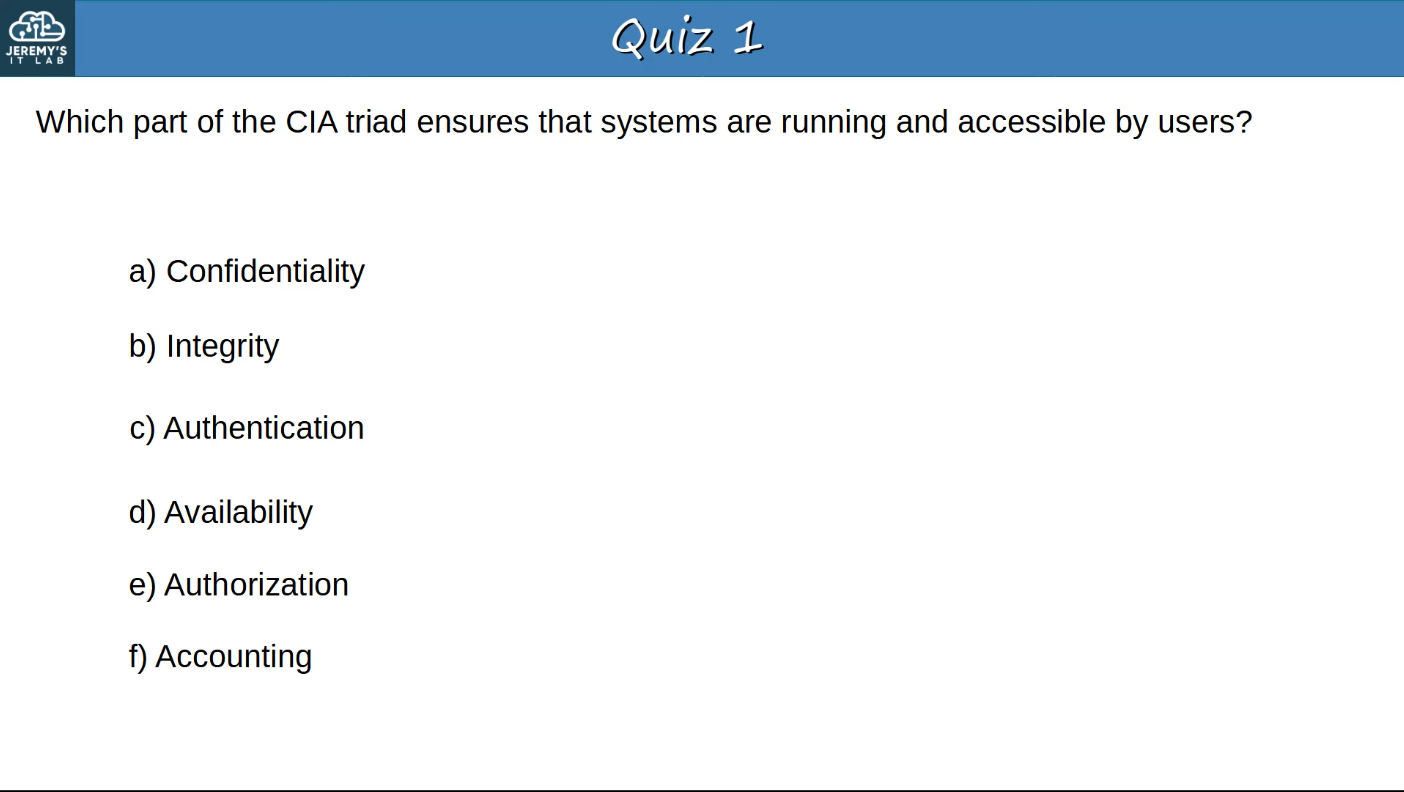 JEREMY'S
IT LAB
Quiz 1
Which part of the CIA triad ensures that systems are running and accessible by users?
a) Confidentiality
b) Integrity
c) Authentication
d) Availability
e) Authorization
f) Accounting